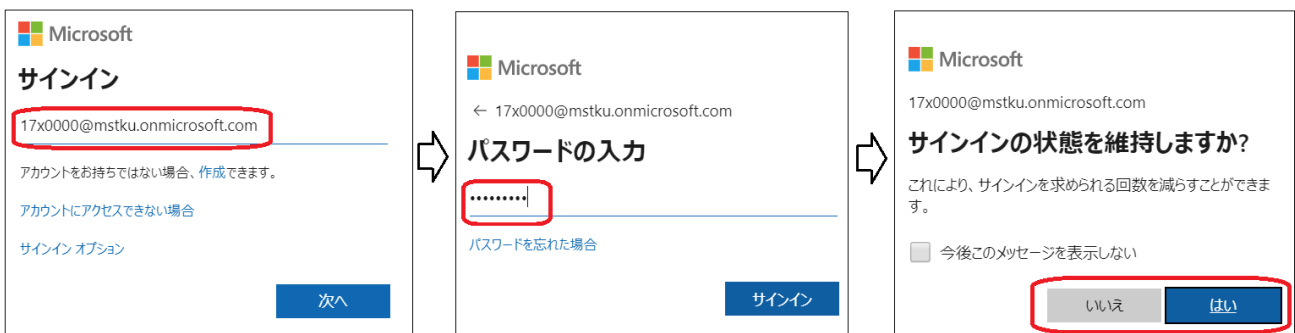 Microsoft
サインイン
17x0000@mstku.onmicrosoft.com
アカウントをお持ちではない場合、作成できます。
アカウントにアクセスできない場合
サインイン オプション
次へ
Microsoft
← 17x0000@mstku.onmicrosoft.com
パスワードの入力
•••••••••
パスワードを忘れた場合
サインイン
Microsoft
17x0000@mstku.onmicrosoft.com
サインインの状態を維持しますか?
これにより、サインインを求められる回数を減らすことができま
す。
今後このメッセージを表示しない
いいえ
はい